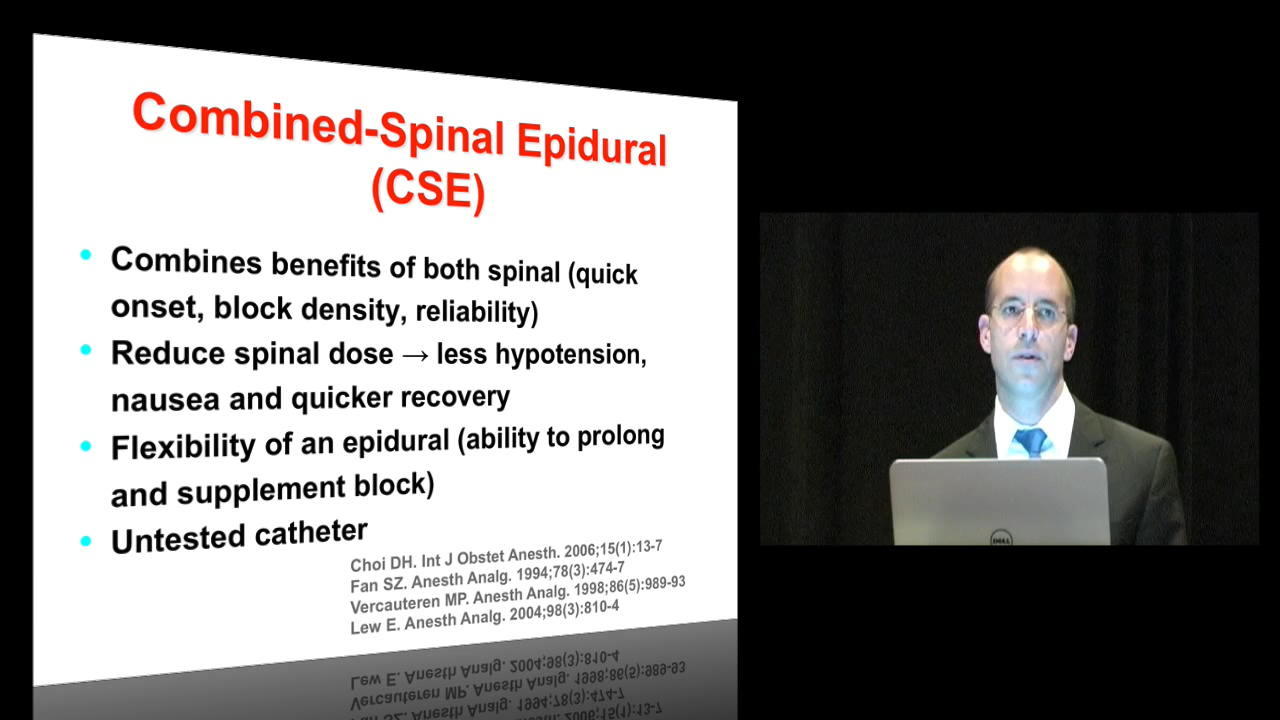 Combined-Spinal Epidural
(CSE)
• Combines benefits of both spinal (quick
onset, block density, reliability)
• Reduce spinal dose → less hypotension,
nausea and quicker recovery
• Flexibility of an epidural (ability to prolong
and supplement block)
• Untested catheter
Choi DH. Int J Obstet Anesth. 2006;15(1):13-7
Fan SZ. Anesth Analg. 1994;78(3):474-7
Vercauteren MP. Anesth Analg. 1998;86(5):989-93
Lew E. Anesth Analg. 2004;98(3):810-4
DELL